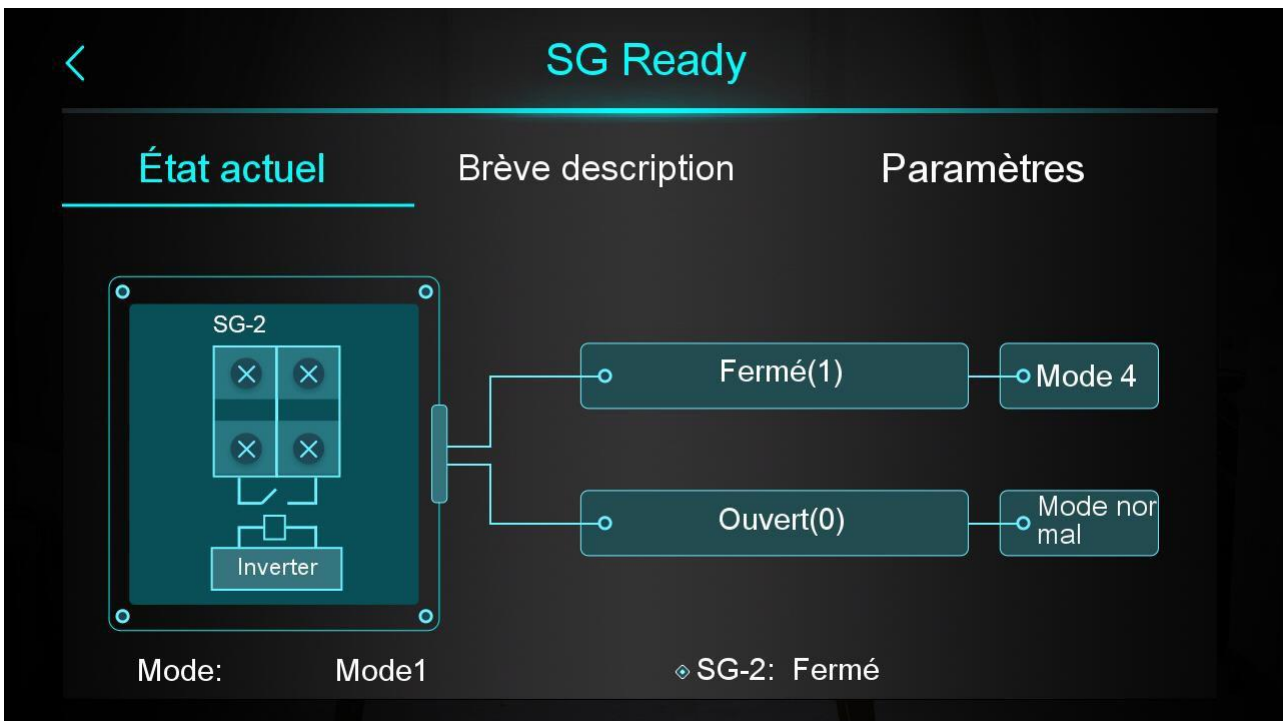 SG Ready
État actuel
Brève description
Paramètres
SG-2
Inverter
Fermé(1)
Mode 4
Ouvert(0)
Mode nor
mal
Mode: Mode1
SG-2: Fermé